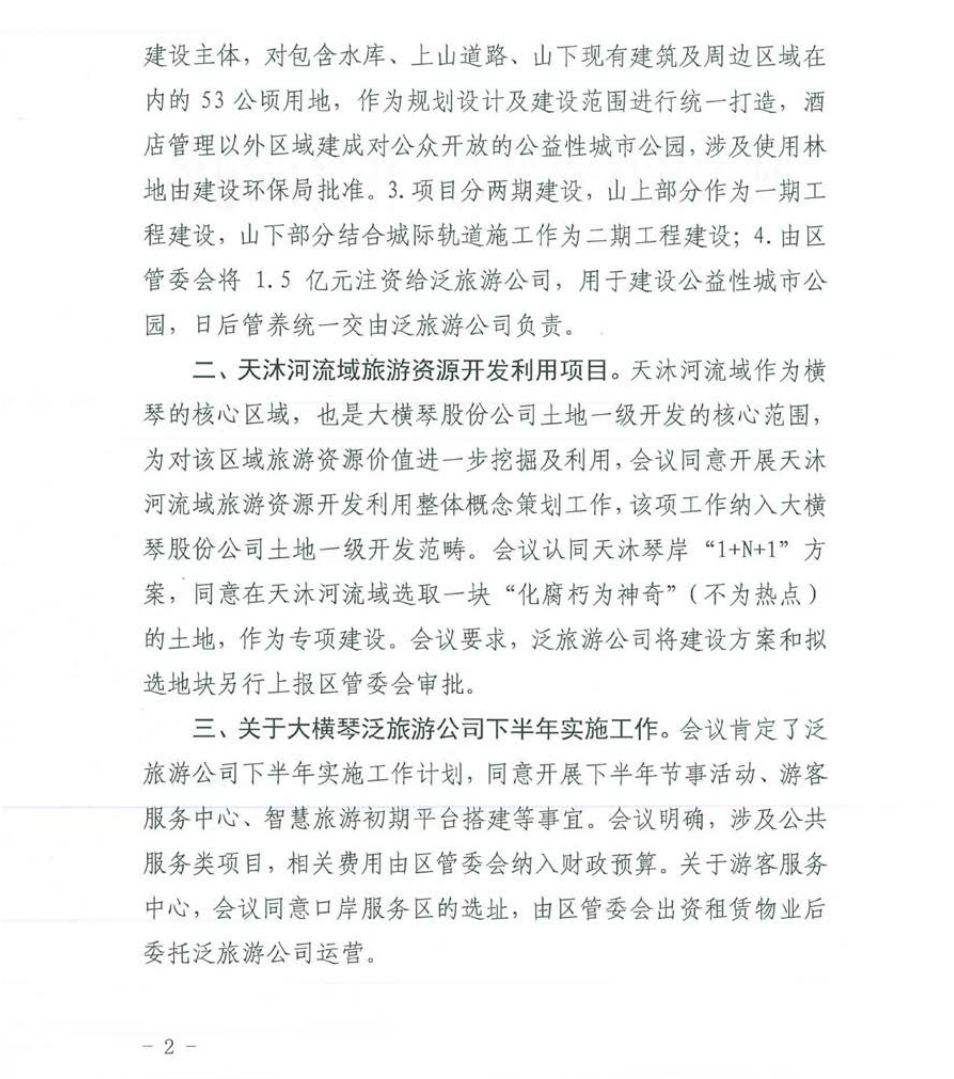 建设主体，对包含水库、上山道路、山下现有建筑及周边区域在
内的 53 公顷用地，作为规划设计及建设范围进行统一打造，酒
店管理以外区域建成对公众开放的公益性城市公园，涉及使用林
地由建设环保局批准。3.项目分两期建设，山上部分作为一期工
程建设，山下部分结合城际轨道施工作为二期工程建设；4.由区
管委会将 1.5 亿元注资给泛旅游公司，用于建设公益性城市公
园，日后管养统一交由泛旅游公司负责。
二、天沐河流域旅游资源开发利用项目。天沐河流域作为横
琴的核心区域，也是大横琴股份公司土地一级开发的核心范围，
为对该区域旅游资源价值进一步挖掘及利用，会议同意开展天沐
河流域旅游资源开发利用整体概念策划工作，该项工作纳入大横
琴股份公司土地一级开发范畴。会议认同天沐琴岸“1+N+1”方
案，同意在天沐河流域选取一块“化腐朽为神奇”（不为热点）
的土地，作为专项建设。会议要求，泛旅游公司将建设方案和拟
选地块另行上报区管委会审批。
三、关于大横琴泛旅游公司下半年实施工作。会议肯定了泛
旅游公司下半年实施工作计划，同意开展下半年节事活动、游客
服务中心、智慧旅游初期平台搭建等事宜。会议明确，涉及公共
服务类项目，相关费用由区管委会纳入财政预算。关于游客服务
中心，会议同意口岸服务区的选址，由区管委会出资租赁物业后
委托泛旅游公司运营。
- 2 -